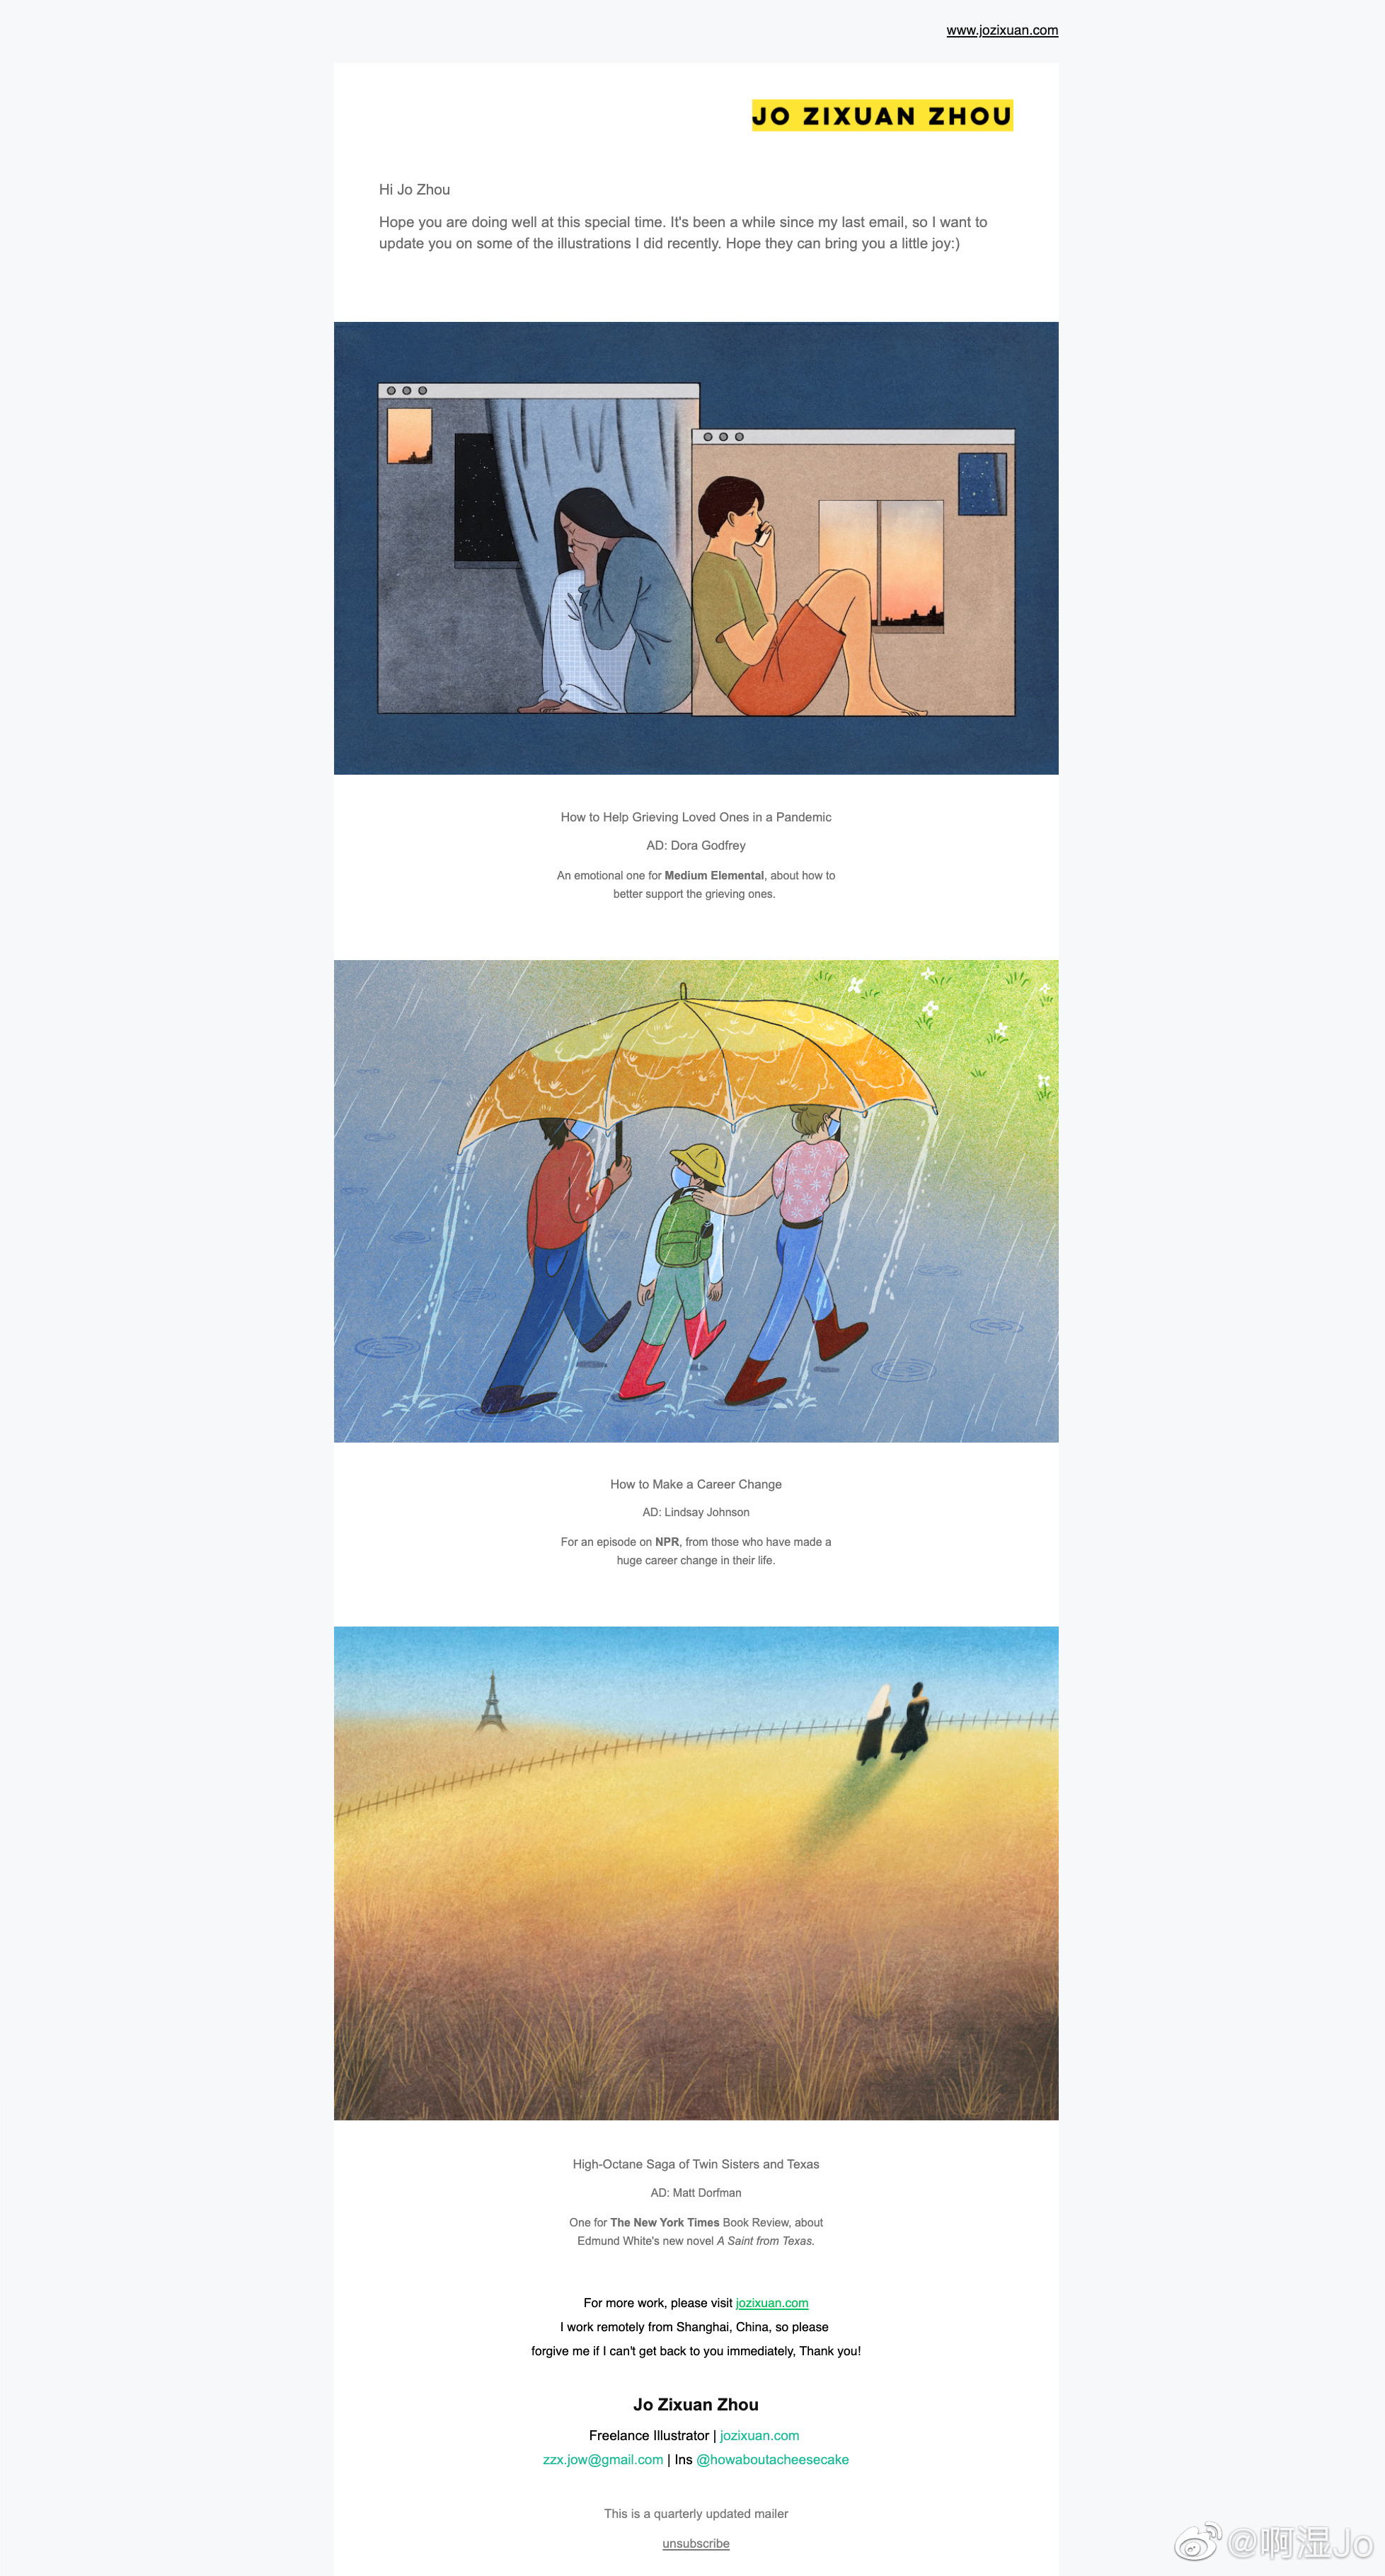 www.jozixuan.com
JO ZIXUAN ZHOU
Hi Jo Zhou
Hope you are doing well at this special time. It's been a while since my last email, so I want to
update you on some of the illustrations I did recently. Hope they can bring you a little joy:)
How to Help Grieving Loved Ones in a Pandemic
AD: Dora Godfrey
An emotional one for Medium Elemental, about how to
better support the grieving ones.
How to Make a Career Change
AD: Lindsay Johnson
For an episode on NPR, from those who have made a
huge career change in their life.
High-Octane Saga of Twin Sisters and Texas
AD: Matt Dorfman
One for The New York Times Book Review, about
Edmund White's new novel A Saint from Texas.
For more work, please visit jozixuan.com
I work remotely from Shanghai, China, so please
forgive me if I can't get back to you immediately, Thank you!
Jo Zixuan Zhou
Freelance Illustrator | jozixuan.com
zzx.jow@gmail.com | Ins @howaboutacheesecake
This is a quarterly updated mailer
unsubscribe
@啊湿Jo